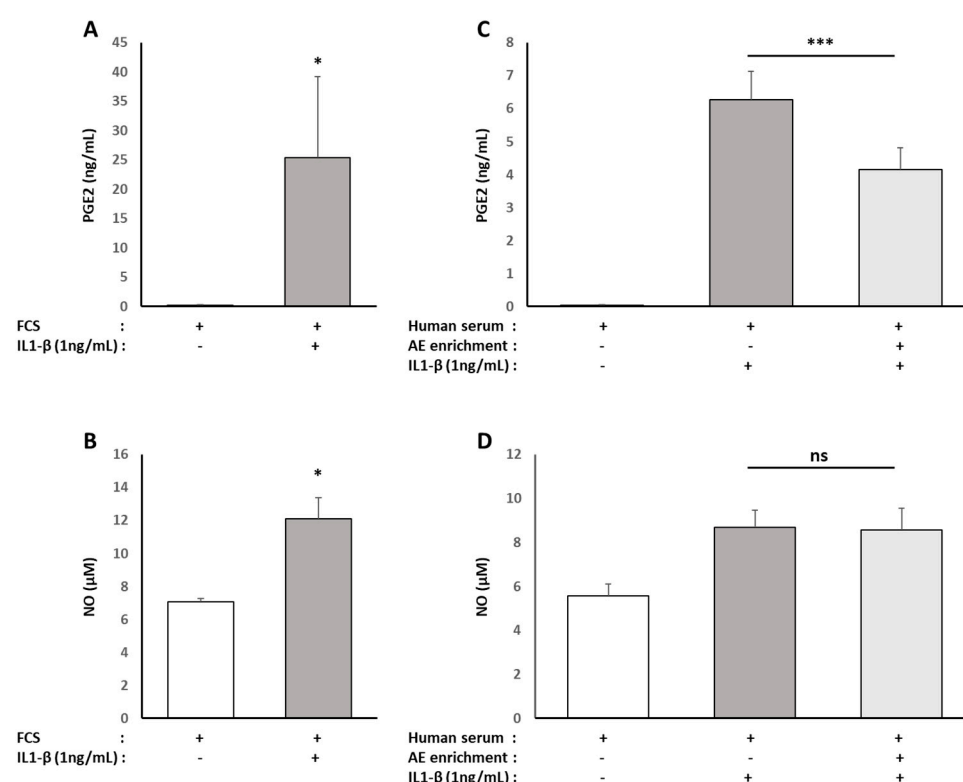 A
45
40
35
30
25
20
15
10
5
0
PGE2 (ng/mL)
*
FCS : + +
IL1-β (1ng/mL) : - +
C
8
7
6
5
4
3
2
1
0
PGE2 (ng/mL)
***
Human serum : + + +
AE enrichment : - - +
IL1-β (1ng/mL) : - + +
B
16
14
12
10
8
6
4
2
0
NO (µM)
*
FCS : + +
IL1-β (1ng/mL) : - +
D
12
10
8
6
4
2
0
NO (µM)
ns
Human serum : + + +
AE enrichment : - - +
IL1-β (1ng/mL) : - + +